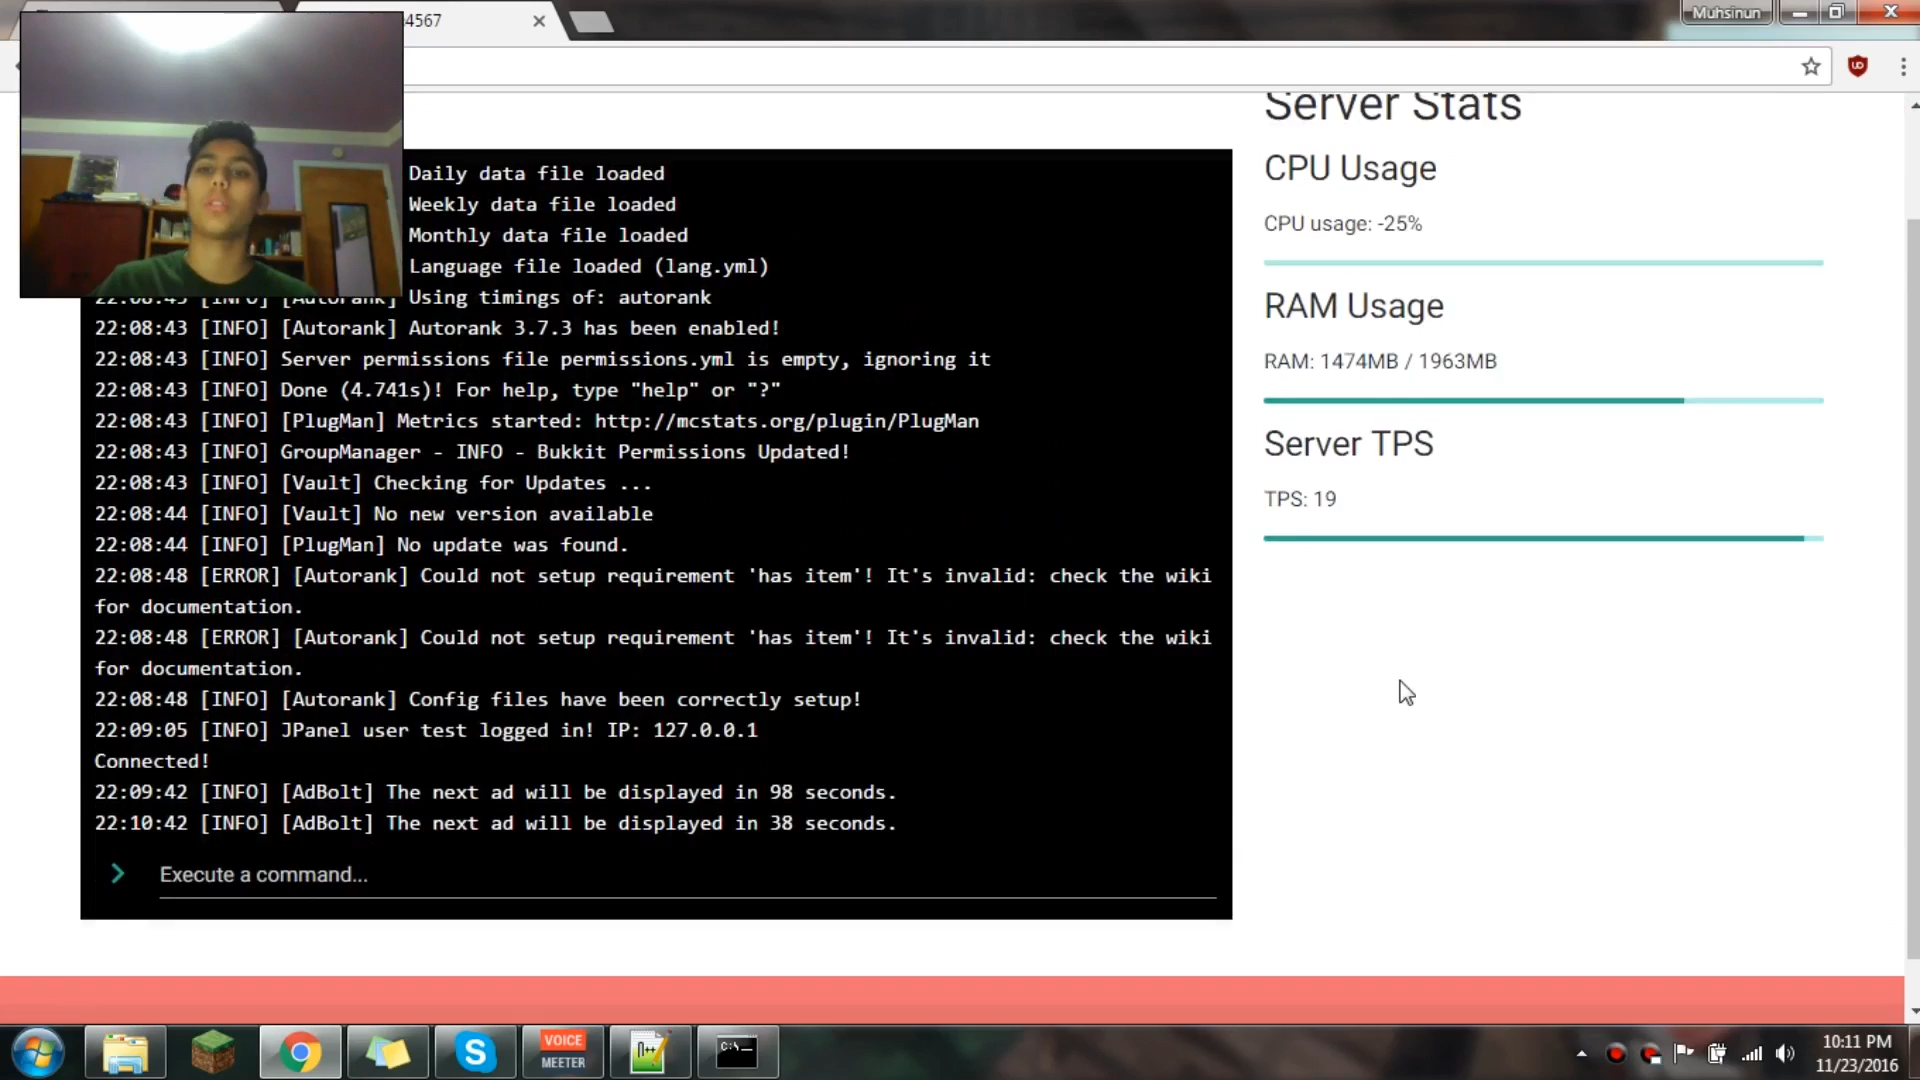 4567
Muhsinun
Server Stats
CPU Usage
CPU usage: -25%
RAM Usage
RAM: 1474MB / 1963MB
Server TPS
TPS: 19
Daily data file loaded
Weekly data file loaded
Monthly data file loaded
Language file loaded (lang.yml)
22:08:43 [INFO] [Autorank] Using timings of: autorank
22:08:43 [INFO] [Autorank] Autorank 3.7.3 has been enabled!
22:08:43 [INFO] Server permissions file permissions.yml is empty, ignoring it
22:08:43 [INFO] Done (4.741s)! For help, type "help" or "?"
22:08:43 [INFO] [PlugMan] Metrics started: http://mcstats.org/plugin/PlugMan
22:08:43 [INFO] GroupManager - INFO - Bukkit Permissions Updated!
22:08:43 [INFO] [Vault] Checking for Updates ...
22:08:44 [INFO] [Vault] No new version available
22:08:44 [INFO] [PlugMan] No update was found.
22:08:48 [ERROR] [Autorank] Could not setup requirement 'has item'! It's invalid: check the wiki
for documentation.
22:08:48 [ERROR] [Autorank] Could not setup requirement 'has item'! It's invalid: check the wiki
for documentation.
22:08:48 [INFO] [Autorank] Config files have been correctly setup!
22:09:05 [INFO] JPanel user test logged in! IP: 127.0.0.1
Connected!
22:09:42 [INFO] [AdBolt] The next ad will be displayed in 98 seconds.
22:10:42 [INFO] [AdBolt] The next ad will be displayed in 38 seconds.
Execute a command...
VOICE
MEETER
10:11 PM
11/23/2016